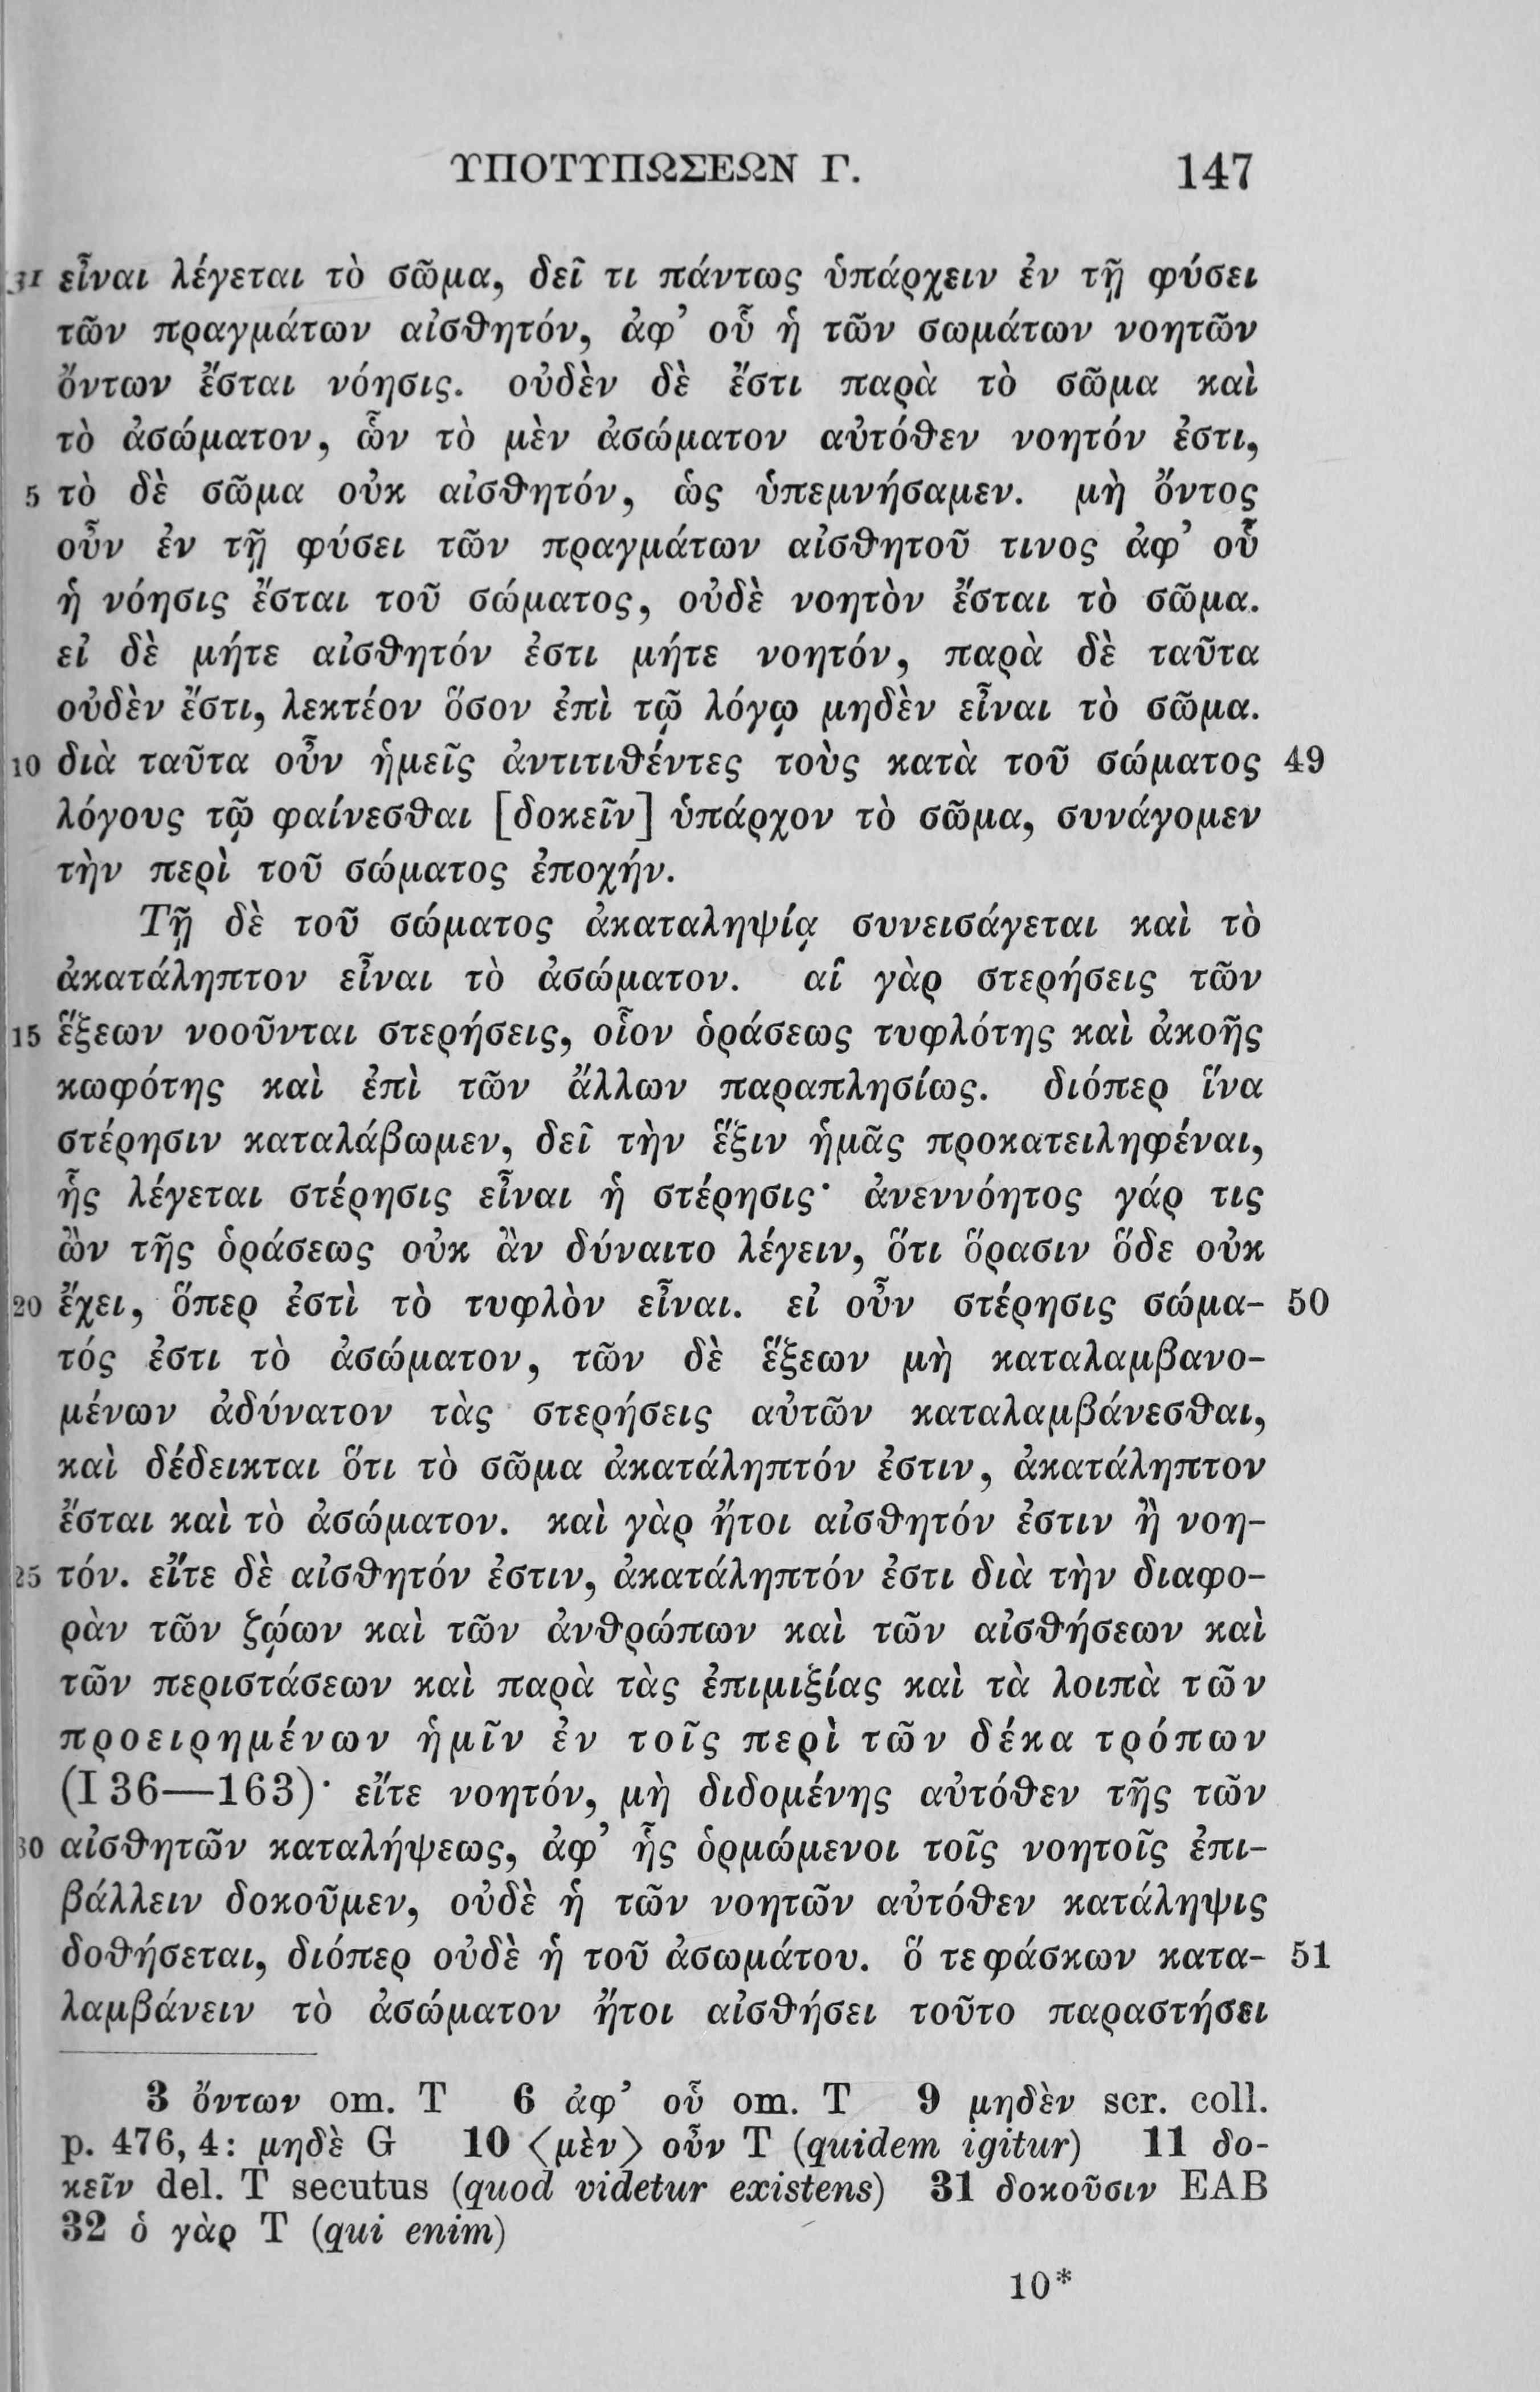 ΥΠΟΤΥΠΩΣΕΩΝ Γ. 147
31 εἶναι λέγεται τὸ σῶμα, δεῖ τι πάντως ὑπάρχειν ἐν τῇ φύσει
τῶν πραγμάτων αἰσθητόν, ἀφ’ οὗ ἡ τῶν σωμάτων νοητῶν
ὄντων ἔσται νόησις. οὐδὲν δὲ ἔστι παρὰ τὸ σῶμα καὶ
τὸ ἀσώματον, ὧν τὸ μὲν ἀσώματον αὐτόθεν νοητόν ἐστι,
5 τὸ δὲ σῶμα οὐκ αἰσθητόν, ὡς ὑπεμνήσαμεν. μὴ ὄντος
οὖν ἐν τῇ φύσει τῶν πραγμάτων αἰσθητοῦ τινος ἀφ’ οὗ
ἡ νόησις ἔσται τοῦ σώματος, οὐδὲ νοητὸν ἔσται τὸ σῶμα.
εἰ δὲ μήτε αἰσθητόν ἐστι μήτε νοητόν, παρὰ δὲ ταῦτα
οὐδὲν ἔστι, λεκτέον ὅσον ἐπὶ τῷ λόγῳ μηδὲν εἶναι τὸ σῶμα.
10 διὰ ταῦτα οὖν ἡμεῖς ἀντιτιθέντες τοὺς κατὰ τοῦ σώματος 49
λόγους τῷ φαίνεσθαι [δοκεῖν] ὑπάρχον τὸ σῶμα, συνάγομεν
τὴν περὶ τοῦ σώματος ἐποχήν.
Τῇ δὲ τοῦ σώματος ἀκαταληψίᾳ συνεισάγεται καὶ τὸ
ἀκατάληπτον εἶναι τὸ ἀσώματον. αἱ γὰρ στερήσεις τῶν
15 ἕξεων νοοῦνται στερήσεις, οἷον ὁράσεως τυφλότης καὶ ἀκοῆς
κωφότης καὶ ἐπὶ τῶν ἄλλων παραπλησίως. διόπερ ἵνα
στέρησιν καταλάβωμεν, δεῖ τὴν ἕξιν ἡμᾶς προκατειληφέναι,
ἧς λέγεται στέρησις εἶναι ἡ στέρησις· ἀνεννόητος γάρ τις
ὢν τῆς ὁράσεως οὐκ ἂν δύναιτο λέγειν, ὅτι ὅρασιν ὅδε οὐκ
20 ἔχει, ὅπερ ἐστὶ τὸ τυφλὸν εἶναι. εἰ οὖν στέρησις σώμα- 50
τός ἐστι τὸ ἀσώματον, τῶν δὲ ἕξεων μὴ καταλαμβανο-
μένων ἀδύνατον τὰς στερήσεις αὐτῶν καταλαμβάνεσθαι,
καὶ δέδεικται ὅτι τὸ σῶμα ἀκατάληπτόν ἐστιν, ἀκατάληπτον
ἔσται καὶ τὸ ἀσώματον. καὶ γὰρ ἤτοι αἰσθητόν ἐστιν ἢ νοη-
25 τόν. εἴτε δὲ αἰσθητόν ἐστιν, ἀκατάληπτόν ἐστι διὰ τὴν διαφο-
ρὰν τῶν ζῴων καὶ τῶν ἀνθρώπων καὶ τῶν αἰσθήσεων καὶ
τῶν περιστάσεων καὶ παρὰ τὰς ἐπιμιξίας καὶ τὰ λοιπὰ τῶν
προειρημένων ἡμῖν ἐν τοῖς περὶ τῶν δέκα τρόπων
(I 36—163)· εἴτε νοητόν, μὴ διδομένης αὐτόθεν τῆς τῶν
30 αἰσθητῶν καταλήψεως, ἀφ’ ἧς ὁρμώμενοι τοῖς νοητοῖς ἐπι-
βάλλειν δοκοῦμεν, οὐδὲ ἡ τῶν νοητῶν αὐτόθεν κατάληψις
δοθήσεται, διόπερ οὐδὲ ἡ τοῦ ἀσωμάτου. ὅ τε φάσκων κατα- 51
λαμβάνειν τὸ ἀσώματον ἤτοι αἰσθήσει τοῦτο παραστήσει
3 ὄντων om. T 6 ἀφ’ οὗ om. T 9 μηδὲν scr. coll.
p. 476, 4: μηδὲ G 10 <μὲν> οὖν T (quidem igitur) 11 δο-
κεῖν del. T secutus (quod videtur existens) 31 δοκοῦσιν EAB
32 ὁ γὰρ T (qui enim)
10*